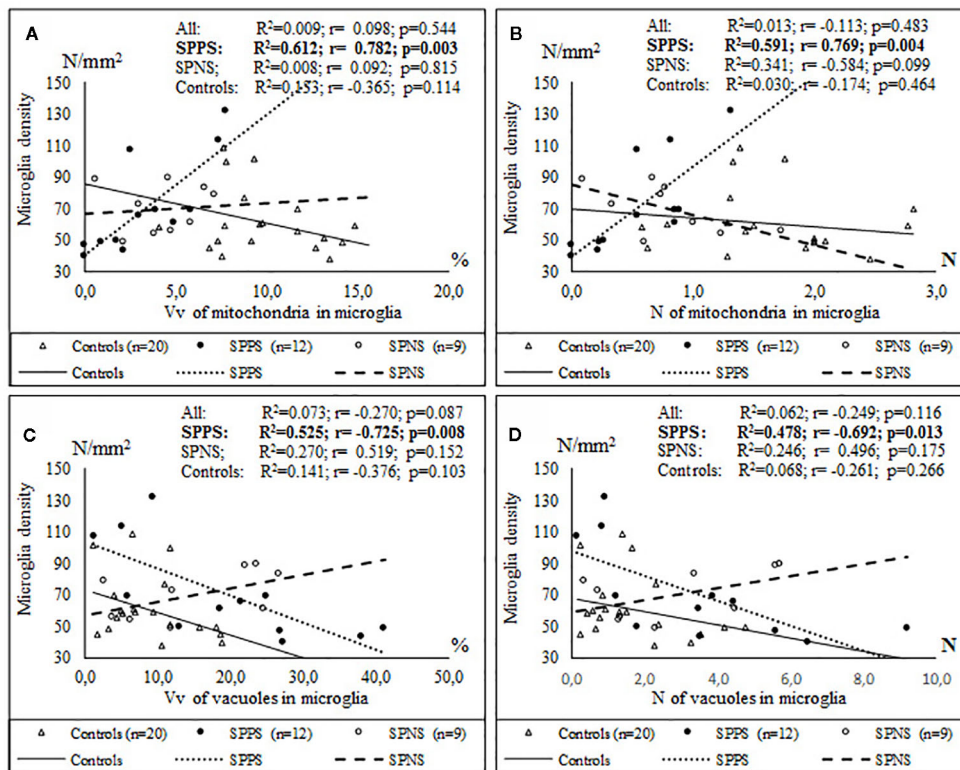 A
All: R²=0.009; r= 0.098; p=0.544
SPPS: R²=0.612; r= 0.782; p=0.003
SPNS; R²=0.008; r= 0.092; p=0.815
Controls: R²=0.153; r= -0.365; p=0.114
N/mm²
150
130
110
90
70
50
30
Microglia density
%
0,0 5,0 10,0 15,0 20,0
Vv of mitochondria in microglia
Controls (n=20) SPPS (n=12) SPNS (n=9)
Controls SPPS SPNS
B
All: R²=0.013; r= -0.113; p=0.483
SPPS: R²=0.591; r= 0.769; p=0.004
SPNS: R²=0.341; r= -0.584; p=0.099
Controls: R²=0.030; r= -0.174; p=0.464
N/mm²
150
130
110
90
70
50
30
Microglia density
N
0,0 1,0 2,0 3,0
N of mitochondria in microglia
Controls (n=20) SPPS (n=12) SPNS (n=9)
Controls SPPS SPNS
C
All: R²=0.073; r= -0.270; p=0.087
SPPS: R²=0.525; r= -0.725; p=0.008
SPNS: R²=0.270; r= 0.519; p=0.152
Controls: R²=0.141; r= -0.376; p=0.103
N/mm²
150
130
110
90
70
50
30
Microglia density
%
0,0 10,0 20,0 30,0 40,0 50,0
Vv of vacuoles in microglia
Controls (n=20) SPPS (n=12) SPNS (n=9)
Controls SPPS SPNS
D
All: R²=0.062; r= -0.249; p=0.116
SPPS: R²=0.478; r= -0.692; p=0.013
SPNS: R²=0.246; r= 0.496; p=0.175
Controls: R²=0.068; r= -0.261; p=0.266
N/mm²
150
130
110
90
70
50
30
Microglia density
N
0,0 2,0 4,0 6,0 8,0 10,0
N of vacuoles in microglia
Controls (n=20) SPPS (n=12) SPNS (n=9)
Controls SPPS SPNS